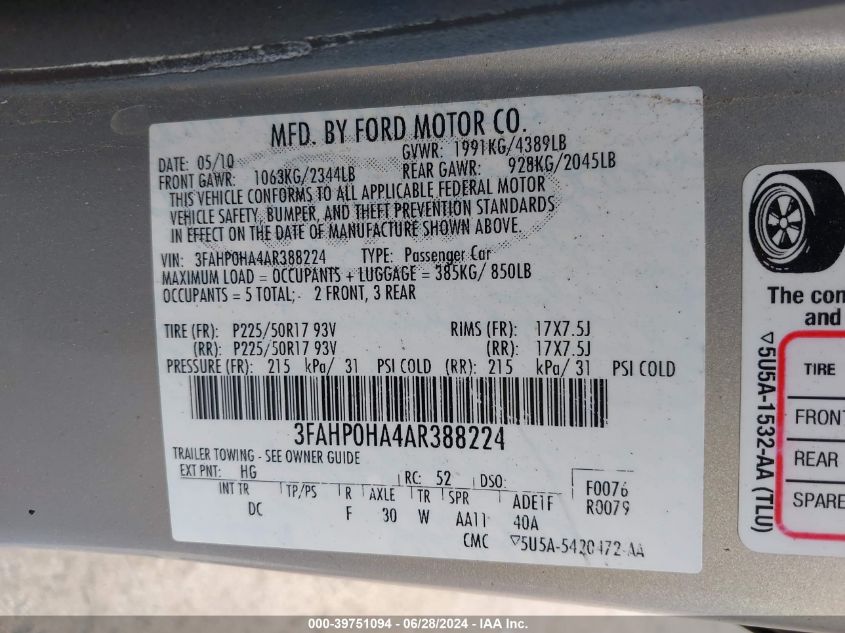 MFD. BY FORD MOTOR CO.
DATE: 05/10 GVWR: 1991KG/4389LB
FRONT GAWR: 1063KG/2344LB REAR GAWR: 928KG/2045LB
THIS VEHICLE CONFORMS TO ALL APPLICABLE FEDERAL MOTOR
VEHICLE SAFETY, BUMPER, AND THEFT PREVENTION STANDARDS
IN EFFECT ON THE DATE OF MANUFACTURE SHOWN ABOVE.
VIN: 3FAHP0HA4AR388224 TYPE: Passenger Car
MAXIMUM LOAD = OCCUPANTS + LUGGAGE = 385KG/ 850LB
OCCUPANTS = 5 TOTAL; 2 FRONT, 3 REAR
TIRE (FR): P225/50R17 93V RIMS (FR): 17X7.5J
(RR): P225/50R17 93V (RR): 17X7.5J
PRESSURE (FR): 215 kPa/ 31 PSI COLD (RR): 215 kPa/ 31 PSI COLD
3FAHP0HA4AR388224
TRAILER TOWING - SEE OWNER GUIDE
EXT PNT: HG RC: 52 DSO: F0076
INT TR TP/PS R AXLE TR SPR ADE1F R0079
DC F 30 W AA11 40A
CMC ▽5U5A-5420472-AA
The con
and
▽5U5A-1532-AA (TLU)
TIRE
FRONT
REAR
SPARE
000-39751094 / 06/28/2024 - IAA Inc.